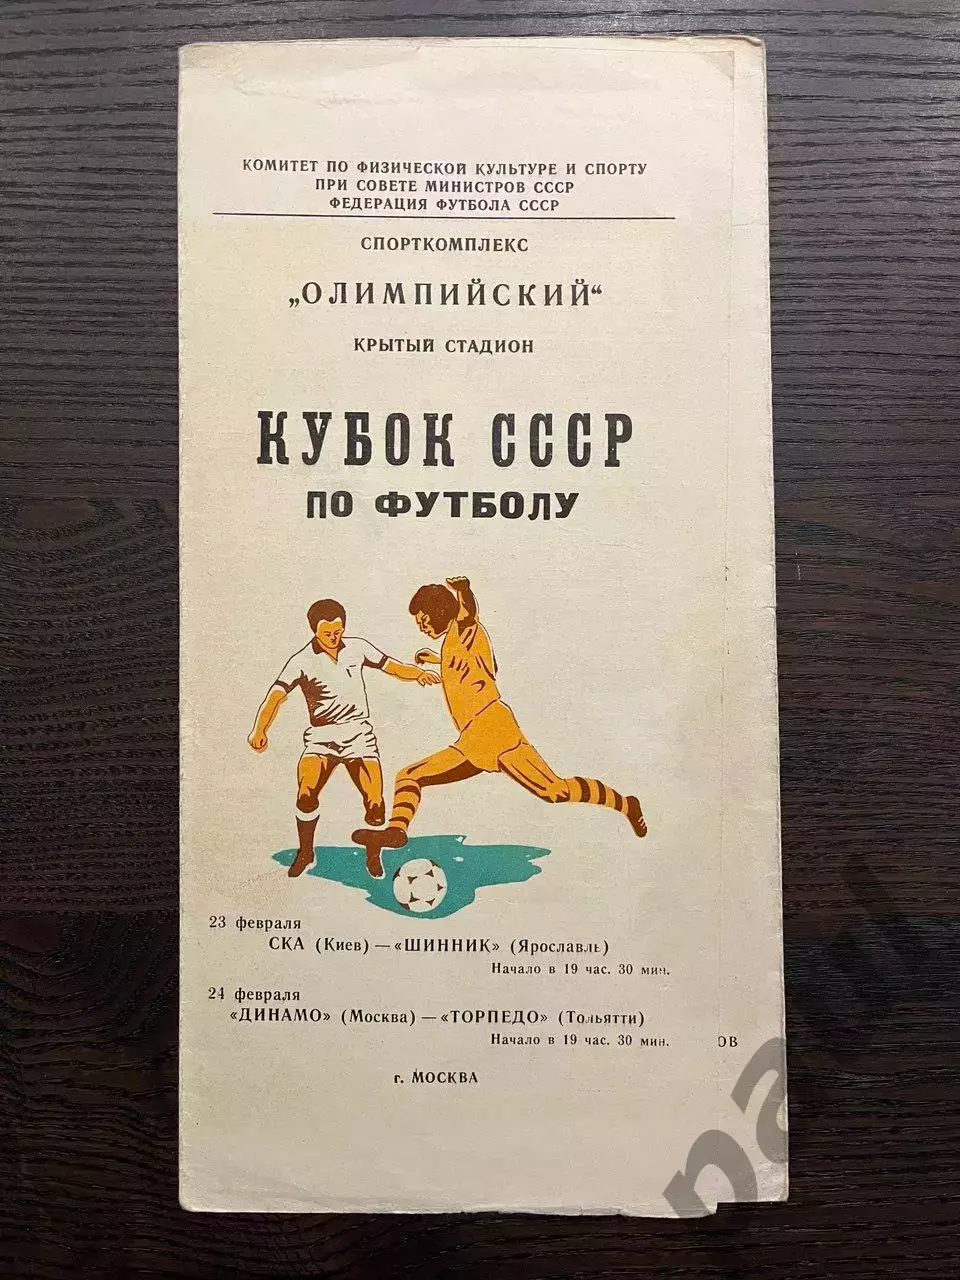 КОМИТЕТ ПО ФИЗИЧЕСКОЙ КУЛЬТУРЕ И СПОРТУ
ПРИ СОВЕТЕ МИНИСТРОВ СССР
ФЕДЕРАЦИЯ ФУТБОЛА СССР
СПОРТКОМПЛЕКС
„ОЛИМПИЙСКИЙ“
КРЫТЫЙ СТАДИОН
КУБОК СССР
ПО ФУТБОЛУ
23 февраля
СКА (Киев) — «ШИННИК» (Ярославль)
Начало в 19 час. 30 мин.
24 февраля
«ДИНАМО» (Москва) — «ТОРПЕДО» (Тольятти)
Начало в 19 час. 30 мин.
ОВ
г. МОСКВА